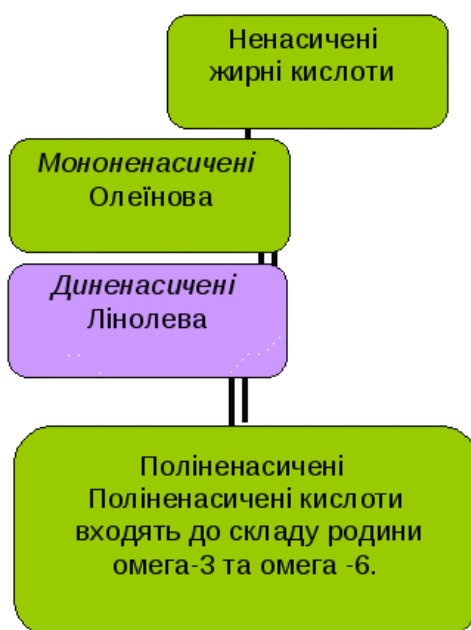 Ненасичені
жирні кислоти
Мононенасичені
Олеїнова
Диненасичені
Лінолева
Поліненасичені
Поліненасичені кислоти
входять до складу родини
омега-3 та омега -6.